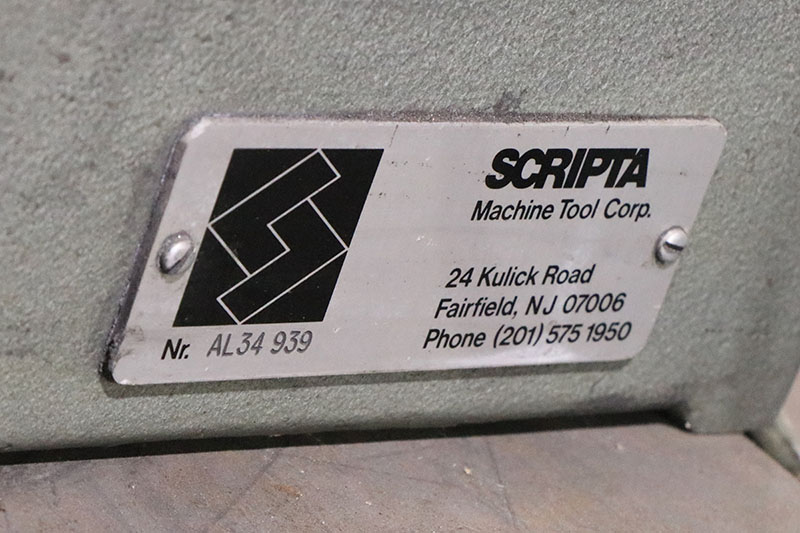 SCRIPTA
Machine Tool Corp.
24 Kulick Road
Fairfield, NJ 07006
Phone (201) 575 1950
Nr. AL34 939